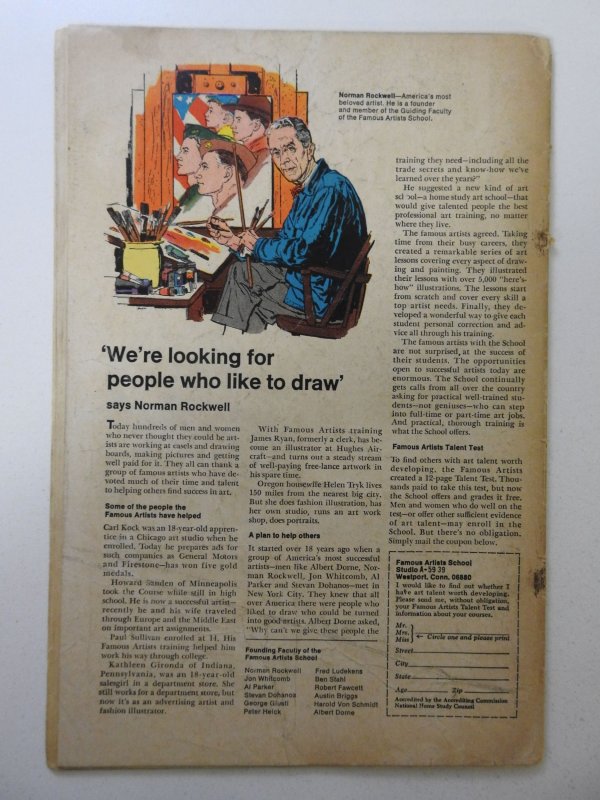 Norman Rockwell—America's most
beloved artist. He is a founder
and member of the Guiding Faculty
of the Famous Artists School.
'We're looking for
people who like to draw'
says Norman Rockwell
Today hundreds of men and women
who never thought they could be art-
ists are working at easels and drawing
boards, making pictures and getting
well paid for it. They all can thank a
group of famous artists who have de-
voted much of their time and talent
to helping others find success in art.
Some of the people the
Famous Artists have helped
Carl Kock was an 18-year-old appren-
tice in a Chicago art studio when he
enrolled. Today he prepares ads for
such companies as General Motors
and Firestone—has won five gold
medals.
Howard Sanden of Minneapolis
took the Course while still in high
school. He is now a successful artist—
recently he and his wife traveled
through Europe and the Middle East
on important art assignments.
Paul Sullivan enrolled at 14. His
Famous Artists training helped him
work his way through college.
Kathleen Gironda of Indiana,
Pennsylvania, was an 18-year-old
salesgirl in a department store. She
still works for a department store, but
now it's as an advertising artist and
fashion illustrator.
With Famous Artists training
James Ryan, formerly a clerk, has be-
come an illustrator at Hughes Air-
craft—and turns out a steady stream
of well-paying free-lance artwork in
his spare time.
Oregon housewife Helen Tryk lives
150 miles from the nearest big city.
But she does fashion illustration, has
her own studio, runs an art work
shop, does portraits.
A plan to help others
It started over 18 years ago when a
group of America's most successful
artists—men like Albert Dorne, Nor-
man Rockwell, Jon Whitcomb, Al
Parker and Stevan Dohanos—met in
New York City. They knew that all
over America there were people who
liked to draw who could be turned
into good artists. Albert Dorne asked,
"Why can't we give these people the
Founding Faculty of the
Famous Artists School
Norman Rockwell
Jon Whitcomb
Al Parker
Stevan Dohanos
George Giusti
Peter Helck
Fred Ludekens
Ben Stahl
Robert Fawcett
Austin Briggs
Harold Von Schmidt
Albert Dorne
training they need—including all the
trade secrets and know-how we've
learned over the years?"
He suggested a new kind of art
school—a home study art school—that
would give talented people the best
professional art training, no matter
where they live.
The famous artists agreed. Taking
time from their busy careers, they
created a remarkable series of art
lessons covering every aspect of draw-
ing and painting. They illustrated
their lessons with over 5,000 "here's-
how" illustrations. The lessons start
from scratch and cover every skill a
top artist needs. Finally, they de-
veloped a wonderful way to give each
student personal correction and ad-
vice all through his training.
The famous artists with the School
are not surprised at the success of
their students. The opportunities
open to successful artists today are
enormous. The School continually
gets calls from all over the country
asking for practical well-trained stu-
dents—not geniuses—who can step
into full-time or part-time art jobs.
And practical, thorough training is
what the School offers.
Famous Artists Talent Test
To find others with art talent worth
developing, the Famous Artists
created a 12-page Talent Test. Thou-
sands paid to take this test, but now
the School offers and grades it free.
Men and women who do well on the
test—or offer other sufficient evidence
of art talent—may enroll in the
School. But there's no obligation.
Simply mail the coupon below.
Famous Artists School
Studio A-5939
Westport, Conn. 06880
I would like to find out whether I
have art talent worth developing.
Please send me, without obligation,
your Famous Artists Talent Test and
information about your courses.
Mr.
Mrs. ← Circle one and please print
Miss
Street
City
State
Age Zip
Accredited by the Accrediting Commission
National Home Study Council